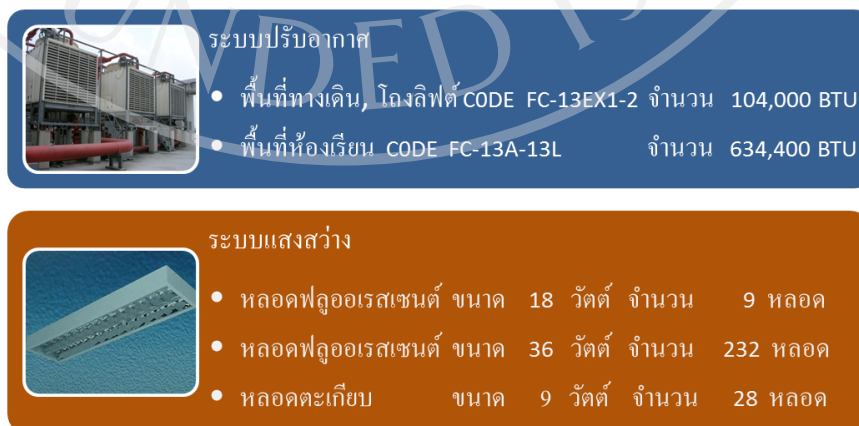 UNDED 19
ระบบปรับอากาศ
• พื้นที่ทางเดิน, โถงลิฟต์ CODE FC-13EX1-2 จำนวน 104,000 BTU
• พื้นที่ห้องเรียน CODE FC-13A-13L จำนวน 634,400 BTU
ระบบแสงสว่าง
• หลอดฟลูออเรสเซนต์ ขนาด 18 วัตต์ จำนวน 9 หลอด
• หลอดฟลูออเรสเซนต์ ขนาด 36 วัตต์ จำนวน 232 หลอด
• หลอดตะเกียบ ขนาด 9 วัตต์ จำนวน 28 หลอด